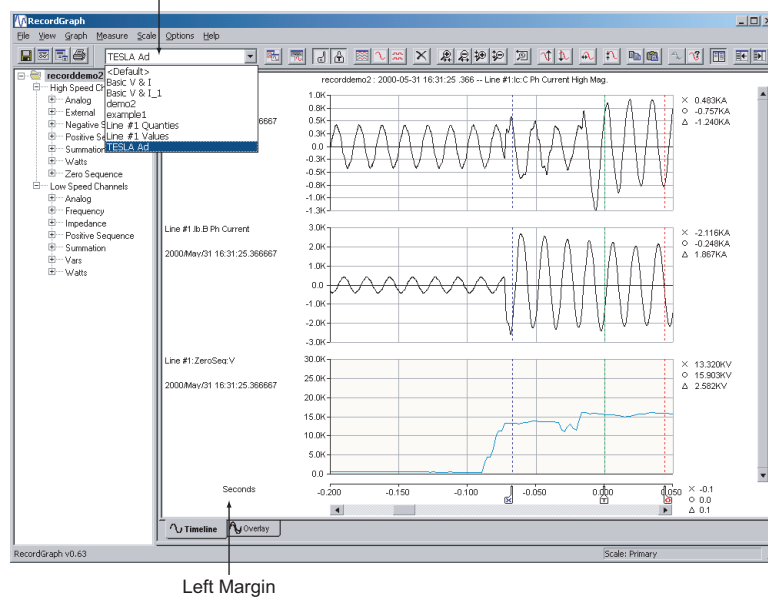 RecordGraph
File View Graph Measure Scale Options Help
TESLA Ad
<Default>
Basic V & I
Basic V & I_1
demo2
example1
Line #1 Quanties
Line #1 Values
TESLA Ad
recorddemo2
High Speed Ch
Analog
External
Negative S
Positive Se
Summation
Watts
Zero Sequence
Low Speed Channels
Analog
Frequency
Impedance
Positive Sequence
Summation
Vars
Watts
recorddemo2 : 2000-05-31 16:31:25 .366 -- Line #1:Ic:C Ph Current High Mag.
6667
1.0K
0.8K
0.5K
0.3K
0.0
-0.3K
-0.5K
-0.8K
-1.0K
-1.3K
× 0.483KA
○ -0.757KA
Δ -1.240KA
Line #1.Ib.B Ph Current
2000/May/31 16:31:25.366667
3.0K
2.0K
1.0K
0.0
-1.0K
-2.0K
-3.0K
× -2.116KA
○ -0.248KA
Δ 1.867KA
Line #1:ZeroSeq:V
2000/May/31 16:31:25.366667
30.0K
25.0K
20.0K
15.0K
10.0K
5.0K
0.0
× 13.320KV
○ 15.903KV
Δ 2.582KV
Seconds
-0.200 -0.150 -0.100 -0.050 0.000 0.050
X T O
× -0.1
○ 0.0
Δ 0.1
Timeline Overlay
RecordGraph v0.63 Scale: Primary
Left Margin